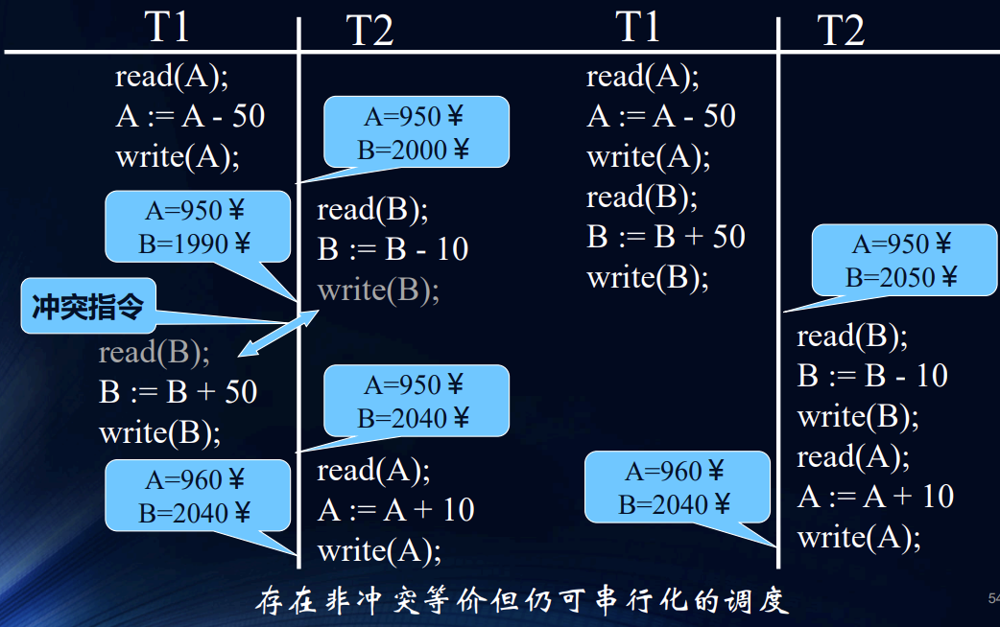 T1
T2
read(A);
A := A - 50
write(A);
A=950￥
B=2000￥
read(B);
B := B - 10
write(B);
A=950￥
B=1990￥
冲突指令
read(B);
B := B + 50
write(B);
A=950￥
B=2040￥
read(A);
A := A + 10
write(A);
A=960￥
B=2040￥
T1
T2
read(A);
A := A - 50
write(A);
read(B);
B := B + 50
write(B);
A=950￥
B=2050￥
read(B);
B := B - 10
write(B);
read(A);
A := A + 10
write(A);
A=960￥
B=2040￥
存在非冲突等价但仍可串行化的调度
54